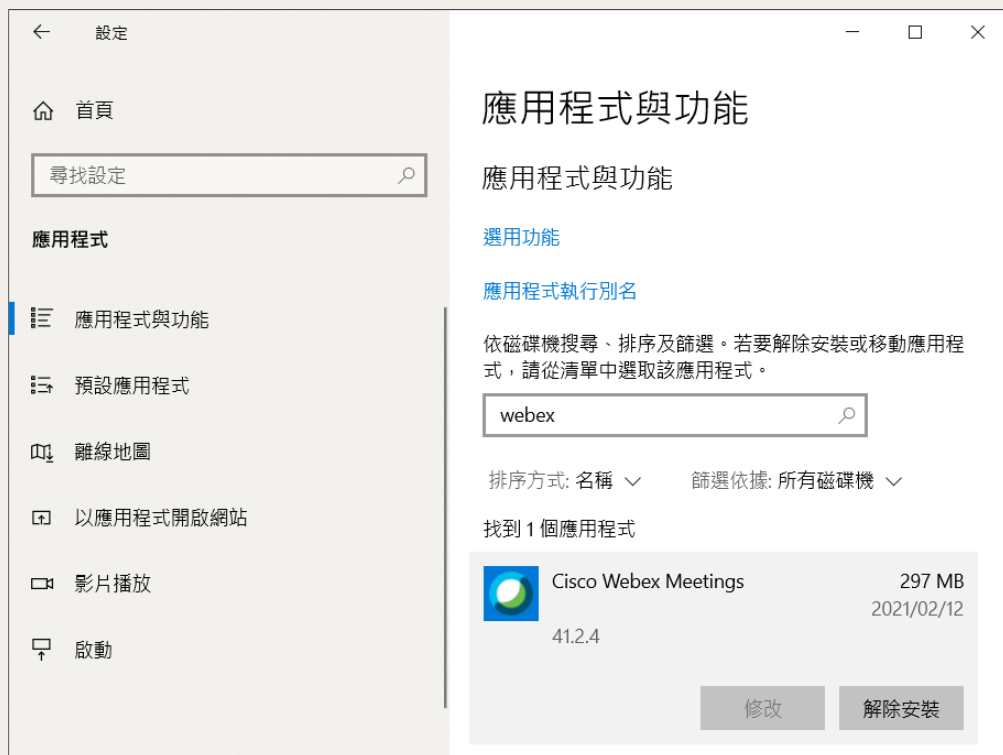 設定
首頁
尋找設定
應用程式
應用程式與功能
預設應用程式
離線地圖
以應用程式開啟網站
影片播放
啟動
應用程式與功能
應用程式與功能
選用功能
應用程式執行別名
依磁碟機搜尋、排序及篩選。若要解除安裝或移動應用程
式，請從清單中選取該應用程式。
webex
排序方式: 名稱 篩選依據: 所有磁碟機
找到 1 個應用程式
Cisco Webex Meetings 297 MB
2021/02/12
41.2.4
修改 解除安裝